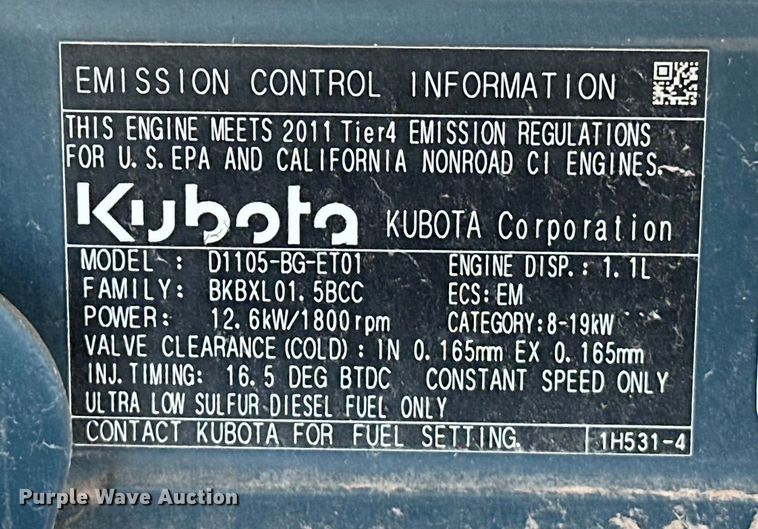 EMISSION CONTROL INFORMATION
THIS ENGINE MEETS 2011 Tier4 EMISSION REGULATIONS
FOR U.S.EPA AND CALIFORNIA NONROAD CI ENGINES.
Kubota KUBOTA Corporation
MODEL : D1105-BG-ET01 ENGINE DISP.: 1.1L
FAMILY: BKBXL01.5BCC ECS:EM
POWER: 12.6kW/1800rpm CATEGORY:8-19kW
VALVE CLEARANCE(COLD): IN 0.165mm EX 0.165mm
INJ.TIMING: 16.5 DEG BTDC CONSTANT SPEED ONLY
ULTRA LOW SULFUR DIESEL FUEL ONLY
CONTACT KUBOTA FOR FUEL SETTING. 1H531-4
Purple Wave Auction